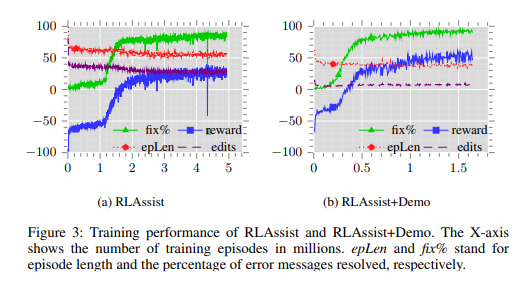 100
50
0
−50
−100
fix% reward
epLen edits
0 1 2 3 4 5
(a) RLAssist
100
50
0
−50
−100
fix% reward
epLen edits
0 0.5 1 1.5
(b) RLAssist+Demo
Figure 3: Training performance of RLAssist and RLAssist+Demo. The X-axis
shows the number of training episodes in millions. epLen and fix% stand for
episode length and the percentage of error messages resolved, respectively.